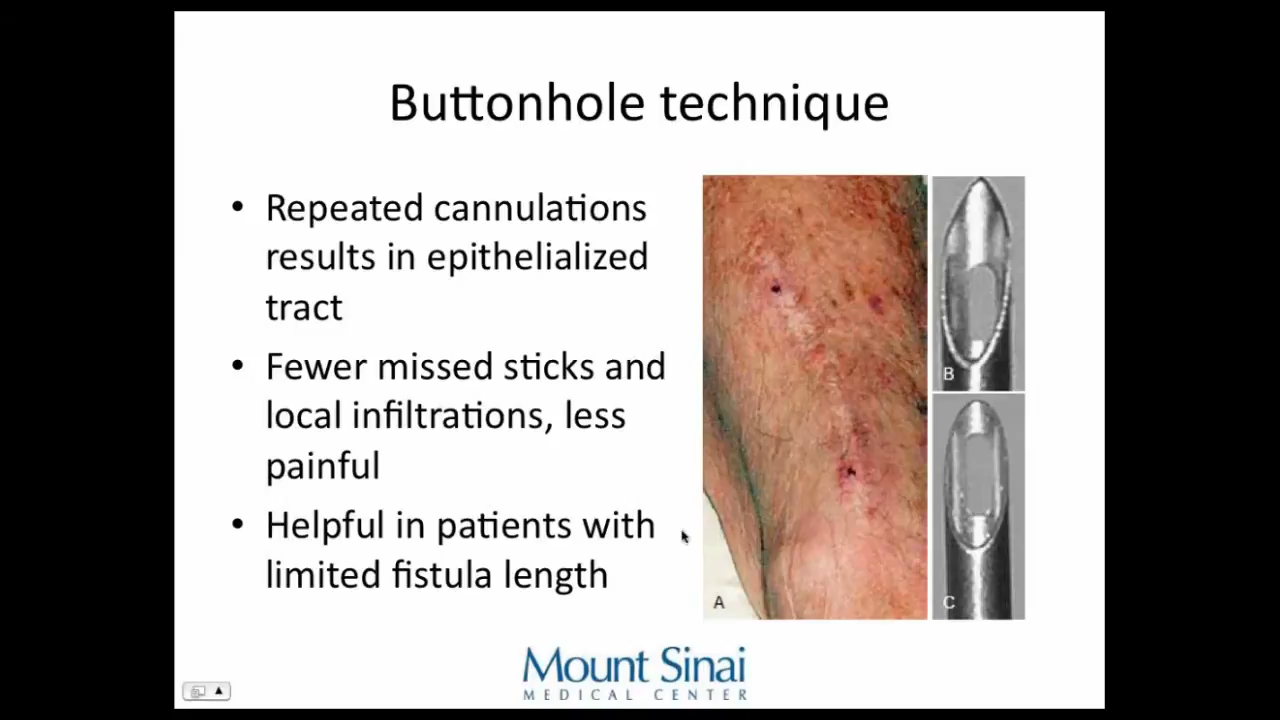 Buttonhole technique
• Repeated cannulations
results in epithelialized
tract
• Fewer missed sticks and
local infiltrations, less
painful
• Helpful in patients with
limited fistula length
A
B
C
Mount Sinai
MEDICAL CENTER